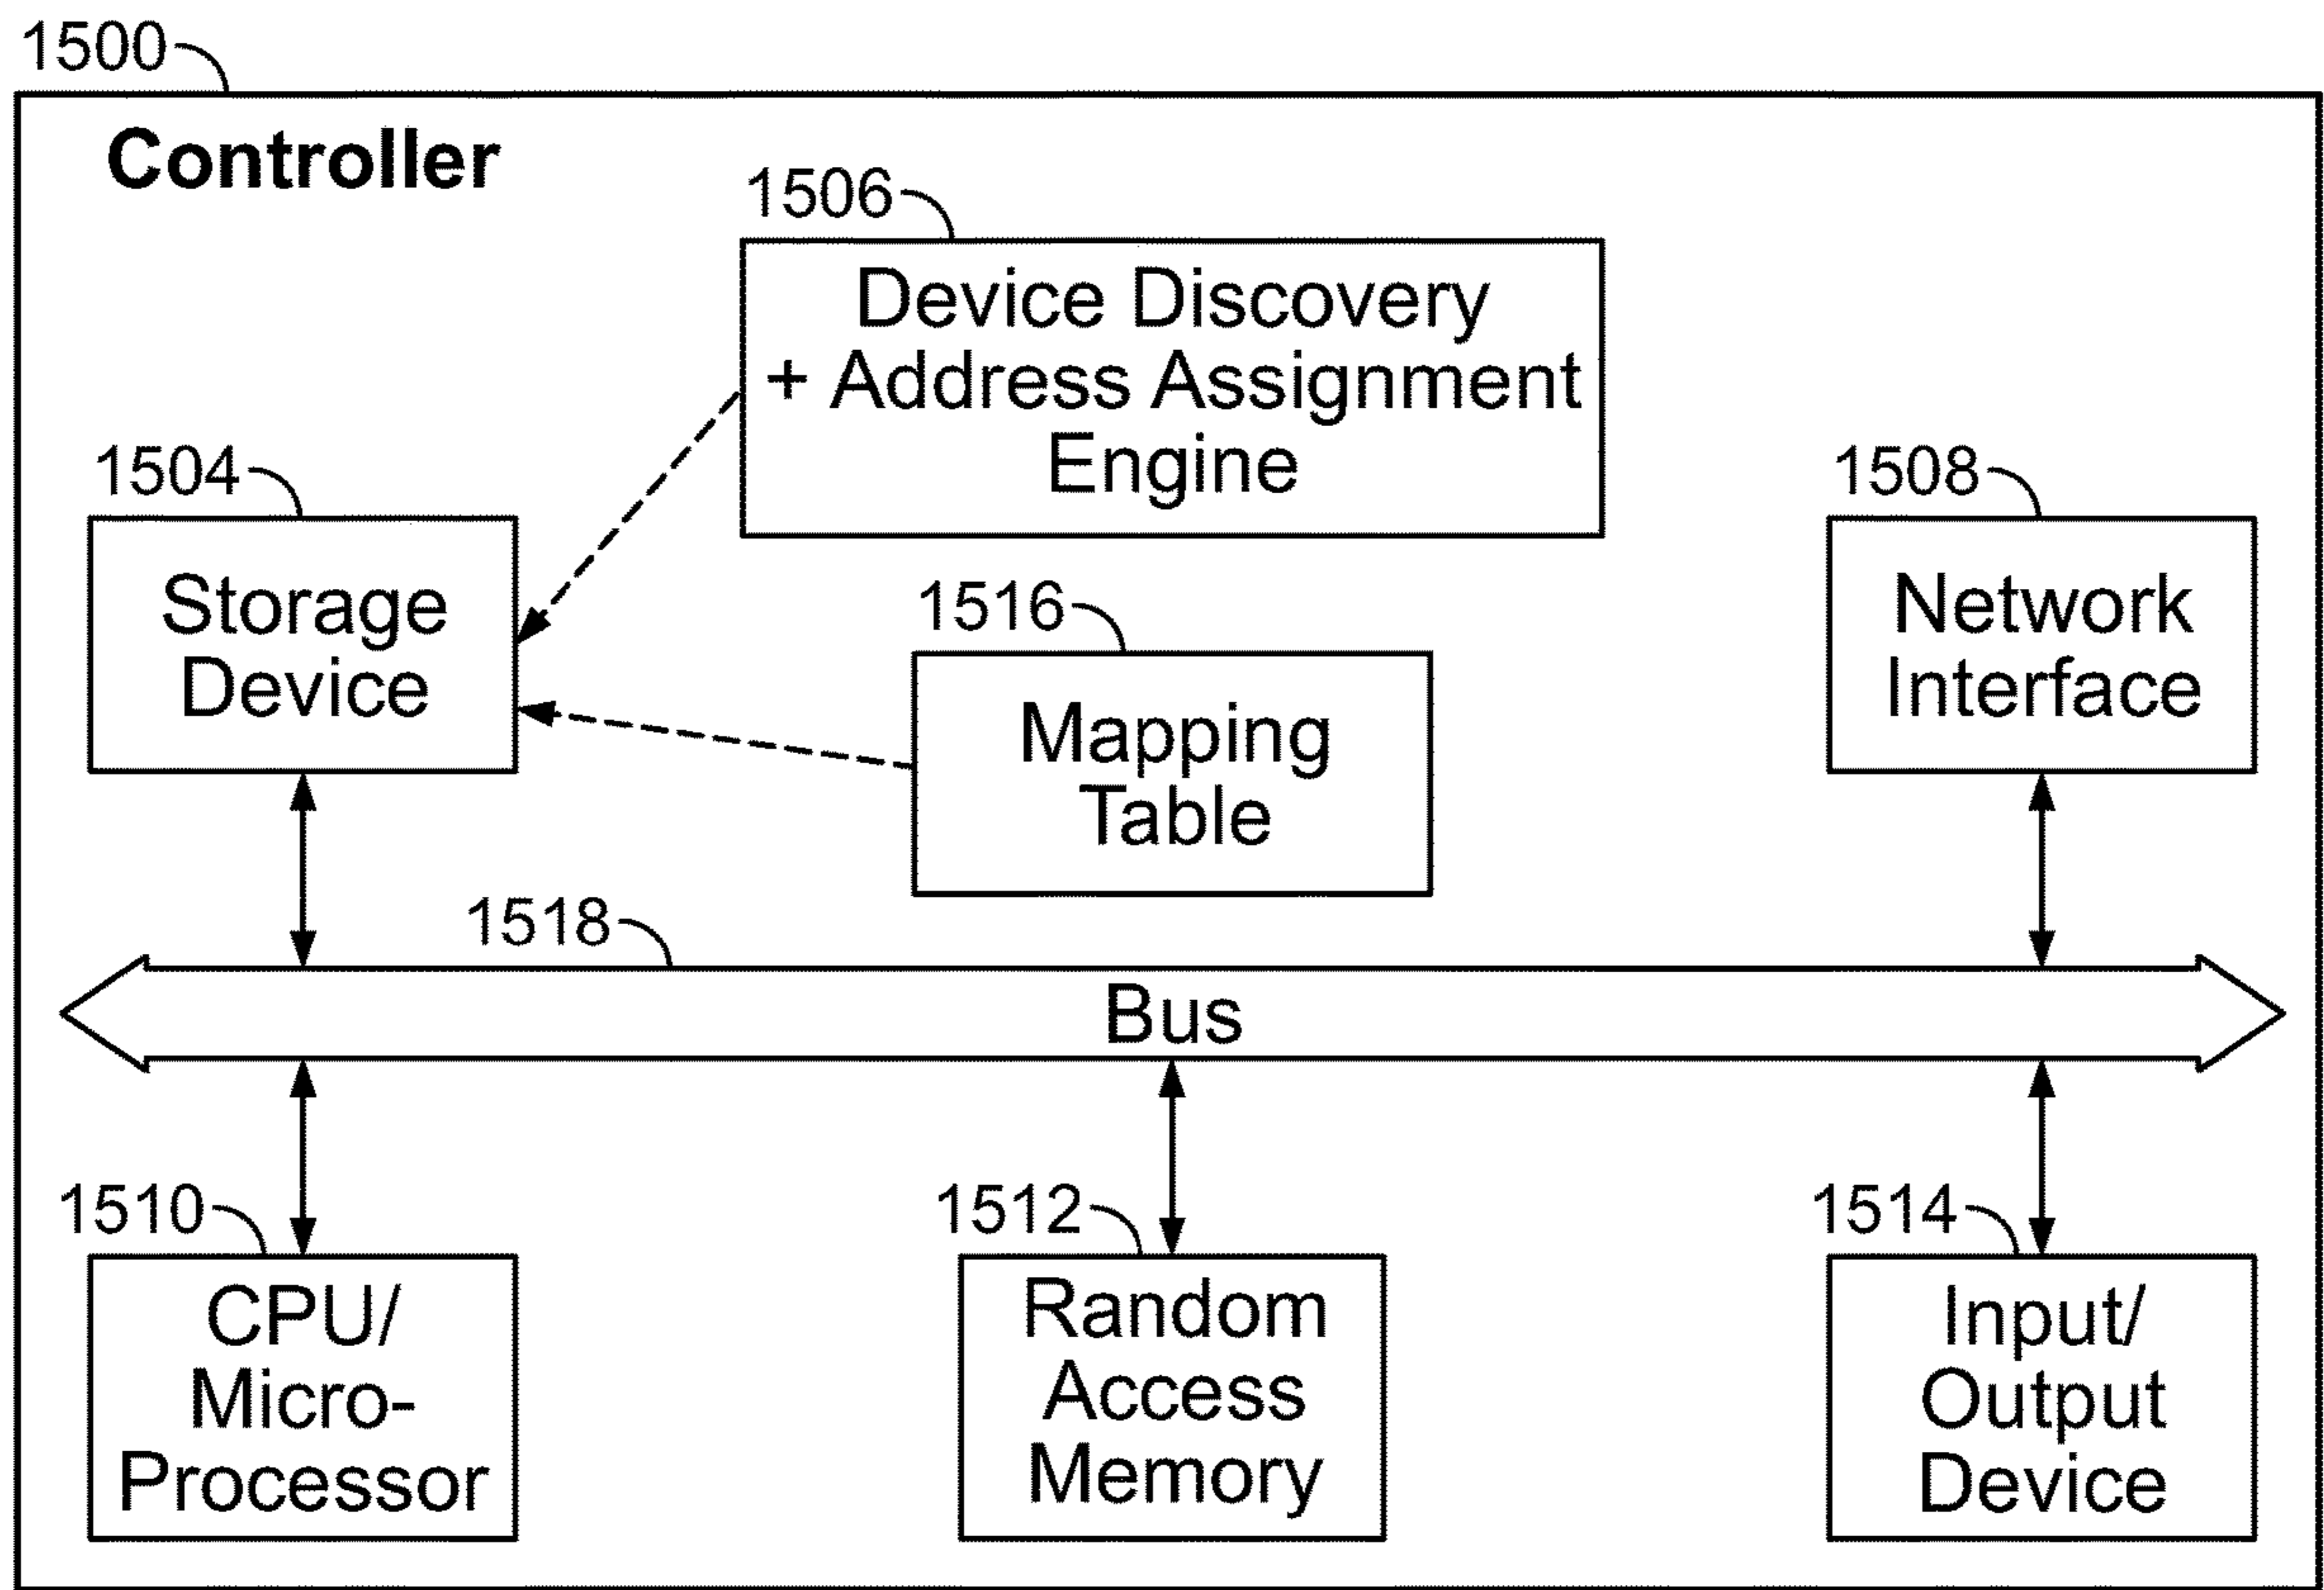 1500
Controller
1506
Device Discovery
+ Address Assignment
Engine
1504
Storage
Device
1508
Network
Interface
1516
Mapping
Table
1518
Bus
1510
CPU/
Micro-
Processor
1512
Random
Access
Memory
1514
Input/
Output
Device